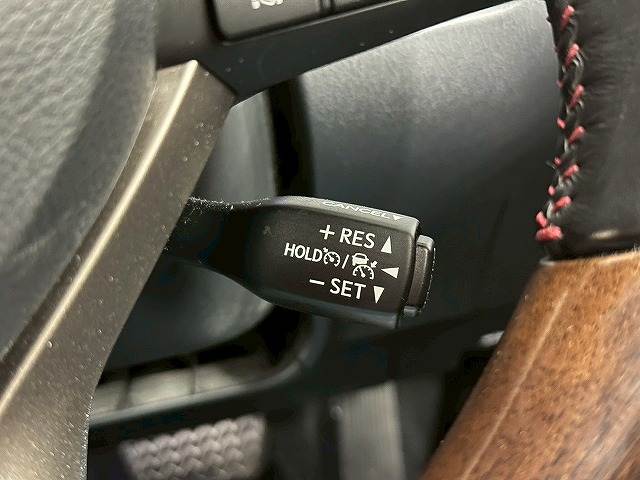 CANCEL
+ RES ▲
HOLD / ◀
− SET ▼